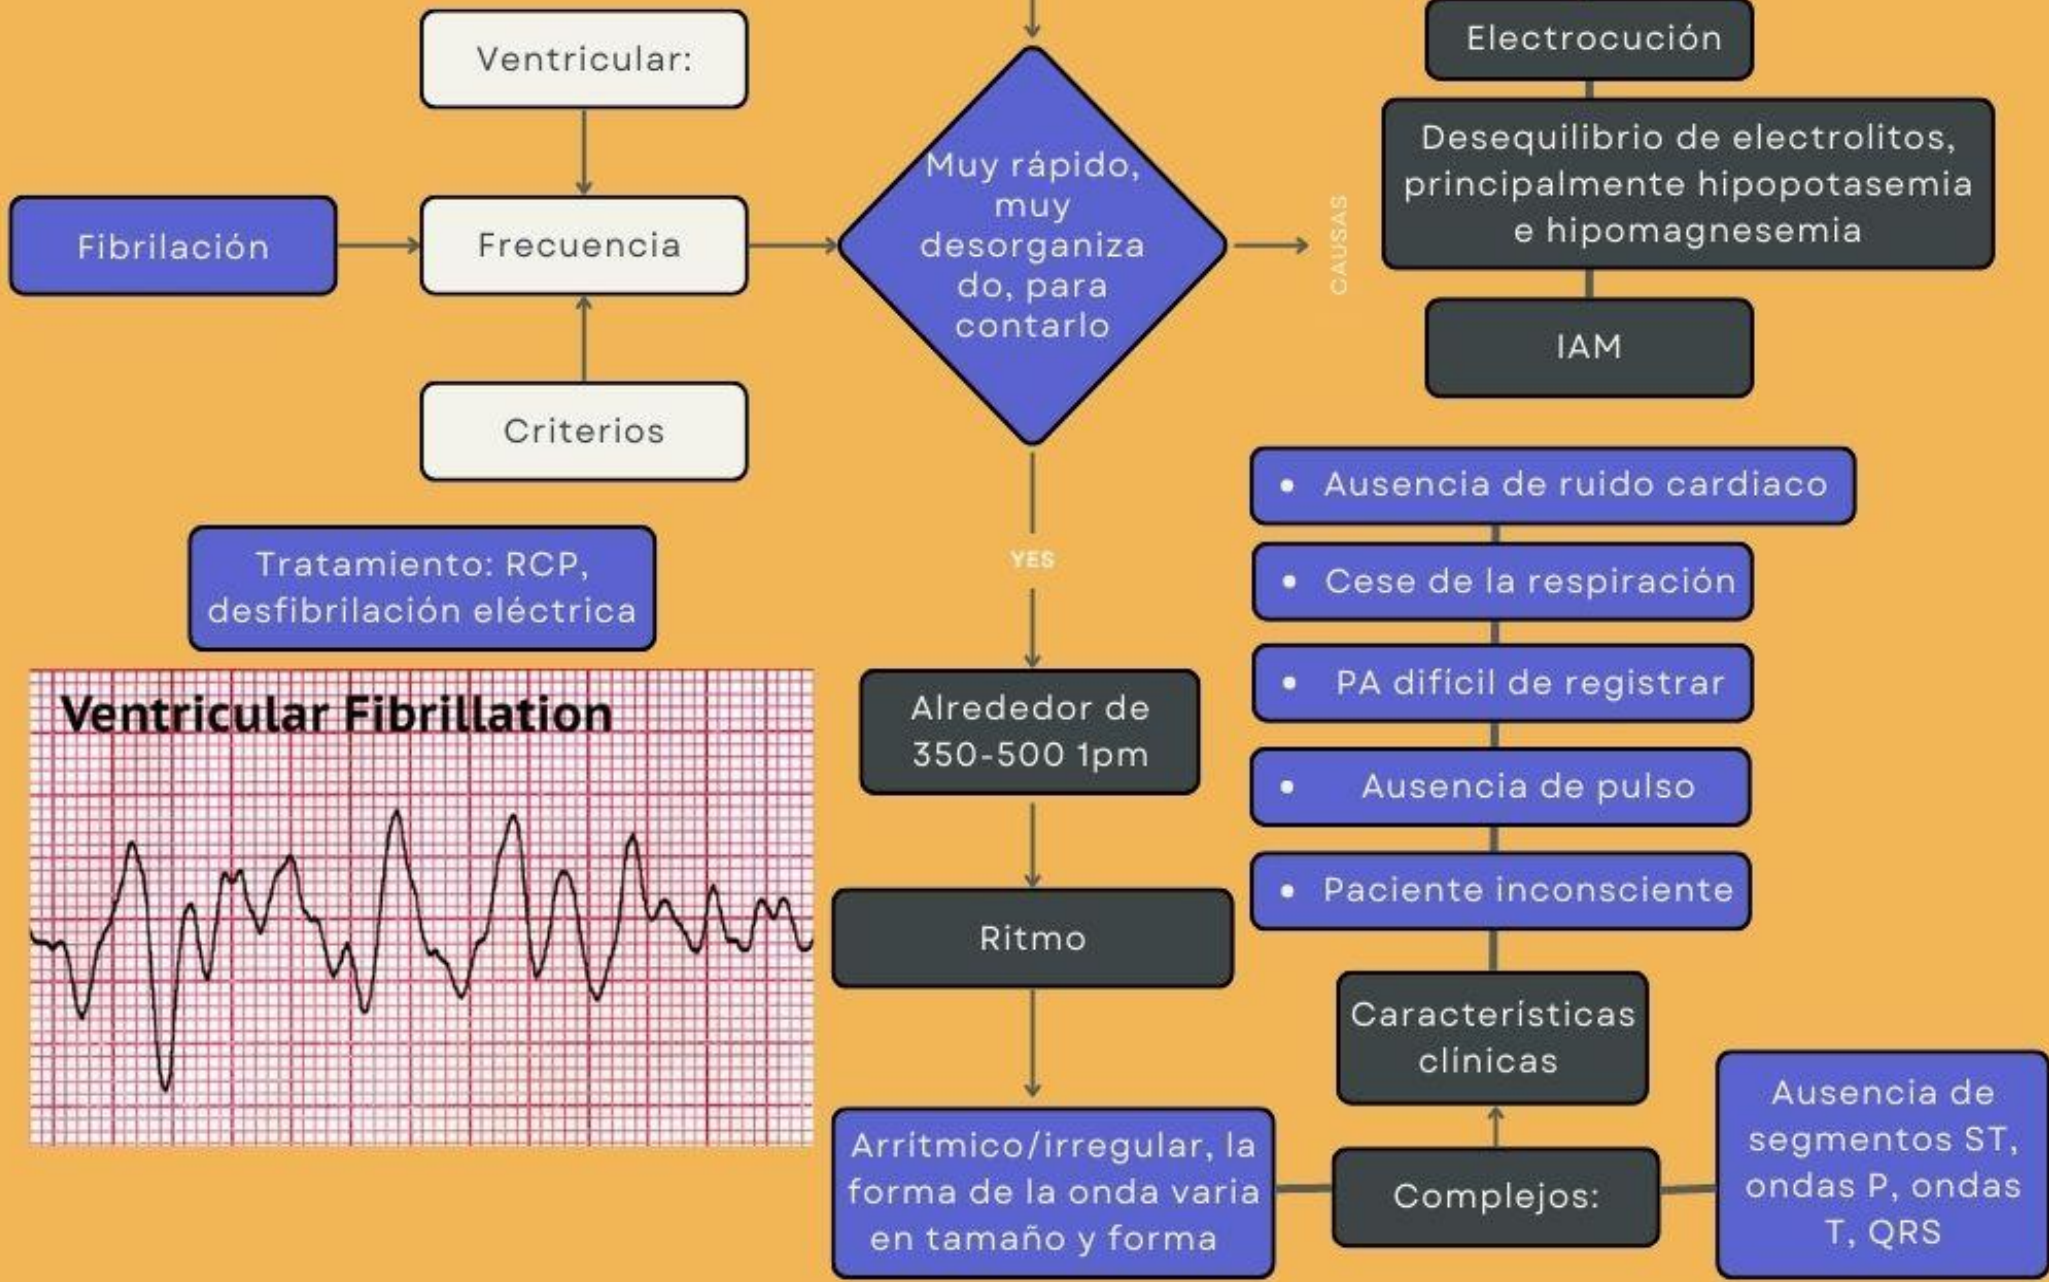 Ventricular:
Fibrilación
Frecuencia
Criterios
Muy rápido,
muy
desorganiza
do, para
contarlo
CAUSAS
Electrocución
Desequilibrio de electrolitos,
principalmente hipopotasemia
e hipomagnesemia
IAM
Tratamiento: RCP,
desfibrilación eléctrica
Ventricular Fibrillation
YES
Alrededor de
350-500 1pm
Ritmo
Arrítmico/irregular, la
forma de la onda varia
en tamaño y forma
• Ausencia de ruido cardiaco
• Cese de la respiración
• PA difícil de registrar
• Ausencia de pulso
• Paciente inconsciente
Características
clínicas
Complejos:
Ausencia de
segmentos ST,
ondas P, ondas
T, QRS